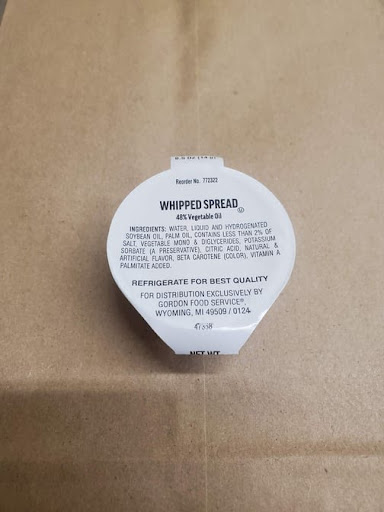 Reorder No. 772323
WHIPPED SPREAD Ⓤ
48% Vegetable Oil
INGREDIENTS: WATER, LIQUID AND HYDROGENATED
SOYBEAN OIL, PALM OIL, CONTAINS LESS THAN 2% OF
SALT, VEGETABLE MONO & DIGLYCERIDES, POTASSIUM
SORBATE (A PRESERVATIVE), CITRIC ACID, NATURAL &
ARTIFICIAL FLAVOR, BETA CAROTENE (COLOR), VITAMIN A
PALMITATE ADDED.
REFRIGERATE FOR BEST QUALITY
FOR DISTRIBUTION EXCLUSIVELY BY
GORDON FOOD SERVICE®,
WYOMING, MI 49509 / 0124
NET WT.